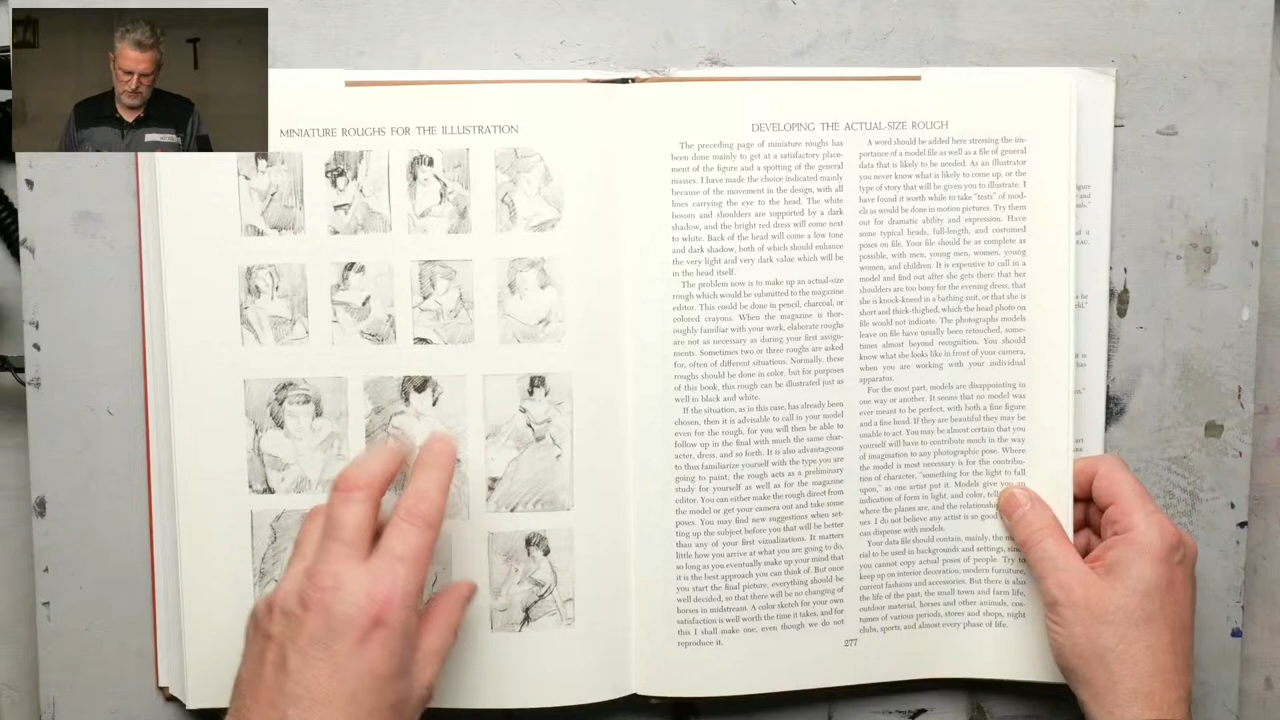 MINIATURE ROUGHS FOR THE ILLUSTRATION
DEVELOPING THE ACTUAL-SIZE ROUGH
The preceding page of miniature roughs has
been done mainly to get at a satisfactory place-
ment of the figure and a spotting of the general
masses. I have made the choice indicated mainly
because of the movement in the design, with all
lines carrying the eye to the head. The white
bosom and shoulders are supported by a dark
shadow, and the bright red dress will come next
to white. Back of the head will come a low tone
and dark shadow, both of which should enhance
the very light and very dark value which will be
in the head itself.
The problem now is to make up an actual-size
rough which would be submitted to the magazine
editor. This could be done in pencil, charcoal, or
colored crayons. When the magazine is thor-
oughly familiar with your work, elaborate roughs
are not as necessary as during your first assign-
ments. Sometimes two or three roughs are asked
for, often of different situations. Normally, these
roughs should be done in color, but for purposes
of this book, this rough can be illustrated just as
well in black and white.
If the situation, as in this case, has already been
chosen, then it is advisable to call in your model
even for the rough, for you will then be able to
follow up in the final with much the same char-
acter, dress, and so forth. It is also advantageous
to thus familiarize yourself with the type you are
going to paint; the rough acts as a preliminary
study for yourself as well as for the magazine
editor. You can either make the rough direct from
the model or get your camera out and take some
poses. You may find new suggestions when set-
ting up the subject before you that will be better
than any of your first vizualizations. It matters
little how you arrive at what you are going to do,
so long as you eventually make up your mind that
it is the best approach you can think of. But once
you start the final picture, everything should be
well decided, so that there will be no changing of
horses in midstream. A color sketch for your own
satisfaction is well worth the time it takes, and for
this I shall make one, even though we do not
reproduce it.
A word should be added here stressing the im-
portance of a model file as well as a file of general
data that is likely to be needed. As an illustrator
you never know what is likely to come up, or the
type of story that will be given you to illustrate. I
have found it worth while to take "tests" of mod-
els as would be done in motion pictures. Try them
out for dramatic ability and expression. Have
some typical heads, full-length, and costumed
poses on file. Your file should be as complete as
possible, with men, young men, women, young
women, and children. It is expensive to call in a
model and find out after she gets there that her
shoulders are too bony for the evening dress, that
she is knock-kneed in a bathing suit, or that she is
short and thick-thighed, which the head photo on
file would not indicate. The photographs models
leave on file have usually been retouched, some-
times almost beyond recognition. You should
know what she looks like in front of your camera,
when you are working with your individual
apparatus.
For the most part, models are disappointing in
one way or another. It seems that no model was
ever meant to be perfect, with both a fine figure
and a fine head. If they are beautiful they may be
unable to act. You may be almost certain that you
yourself will have to contribute much in the way
of imagination to any photographic pose. Where
the model is most necessary is for the contribu-
tion of character, "something for the light to fall
upon," as one artist put it. Models give you an
indication of form in light, and color, tell
where the planes are, and the relationship
ues. I do not believe any artist is so good
can dispense with models.
Your data file should contain, mainly, the
rial to be used in backgrounds and settings, since
you cannot copy actual poses of people. Try to
keep up on interior decoration, modern furniture,
current fashion and accessories. But there is also
the life of the past, the small town and farm life,
outdoor material, horses and other animals, cos-
tumes of various periods, stores and shops, night
clubs, sports, and almost every phase of life.
277